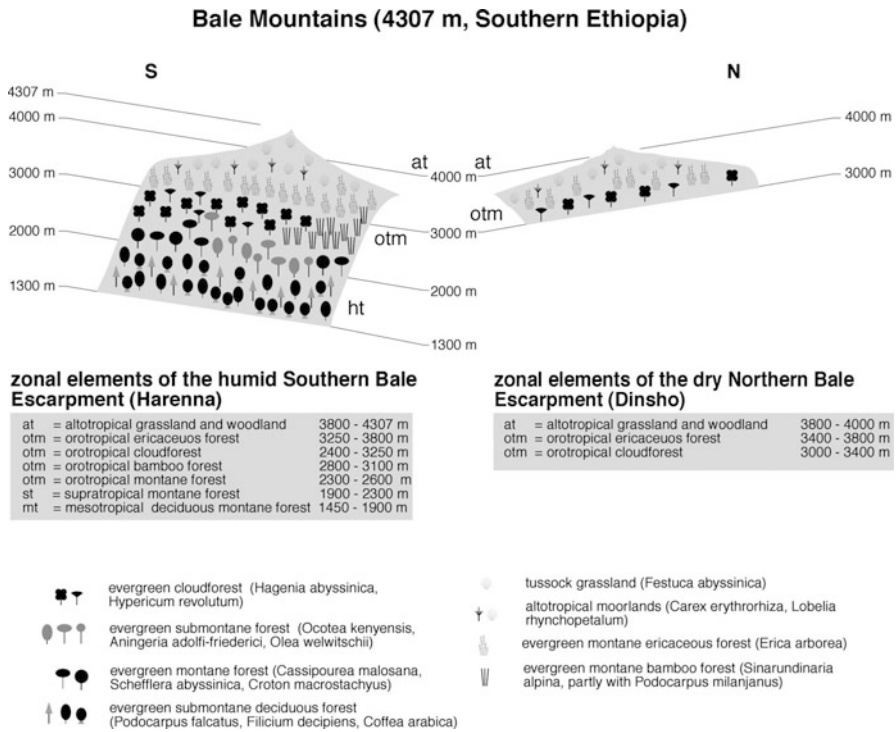 Bale Mountains (4307 m, Southern Ethiopia)
S
N
4307 m
4000 m
4000 m
at
4000 m
at
3000 m
3000 m
otm
otm
2000 m
3000 m
2000 m
1300 m
ht
1300 m
zonal elements of the humid Southern Bale
Escarpment (Harenna)
at = altotropical grassland and woodland 3800 - 4307 m
otm = orotropical ericaceuos forest 3250 - 3800 m
otm = orotropical cloudforest 2400 - 3250 m
otm = orotropical bamboo forest 2800 - 3100 m
otm = orotropical montane forest 2300 - 2600 m
st = supratropical montane forest 1900 - 2300 m
mt = mesotropical deciduous montane forest 1450 - 1900 m
zonal elements of the dry Northern Bale
Escarpment (Dinsho)
at = altotropical grassland and woodland 3800 - 4000 m
otm = orotropical ericaceuos forest 3400 - 3800 m
otm = orotropical cloudforest 3000 - 3400 m
evergreen cloudforest (Hagenia abyssinica,
Hypericum revolutum)
evergreen submontane forest (Ocotea kenyensis,
Aningeria adolfi-friederici, Olea welwitschii)
evergreen montane forest (Cassipourea malosana,
Schefflera abyssinica, Croton macrostachyus)
evergreen submontane deciduous forest
(Podocarpus falcatus, Filicium decipiens, Coffea arabica)
tussock grassland (Festuca abyssinica)
altotropical moorlands (Carex erythrorhiza, Lobelia
rhynchopetalum)
evergreen montane ericaceous forest (Erica arborea)
evergreen montane bamboo forest (Sinarundinaria
alpina, partly with Podocarpus milanjanus)